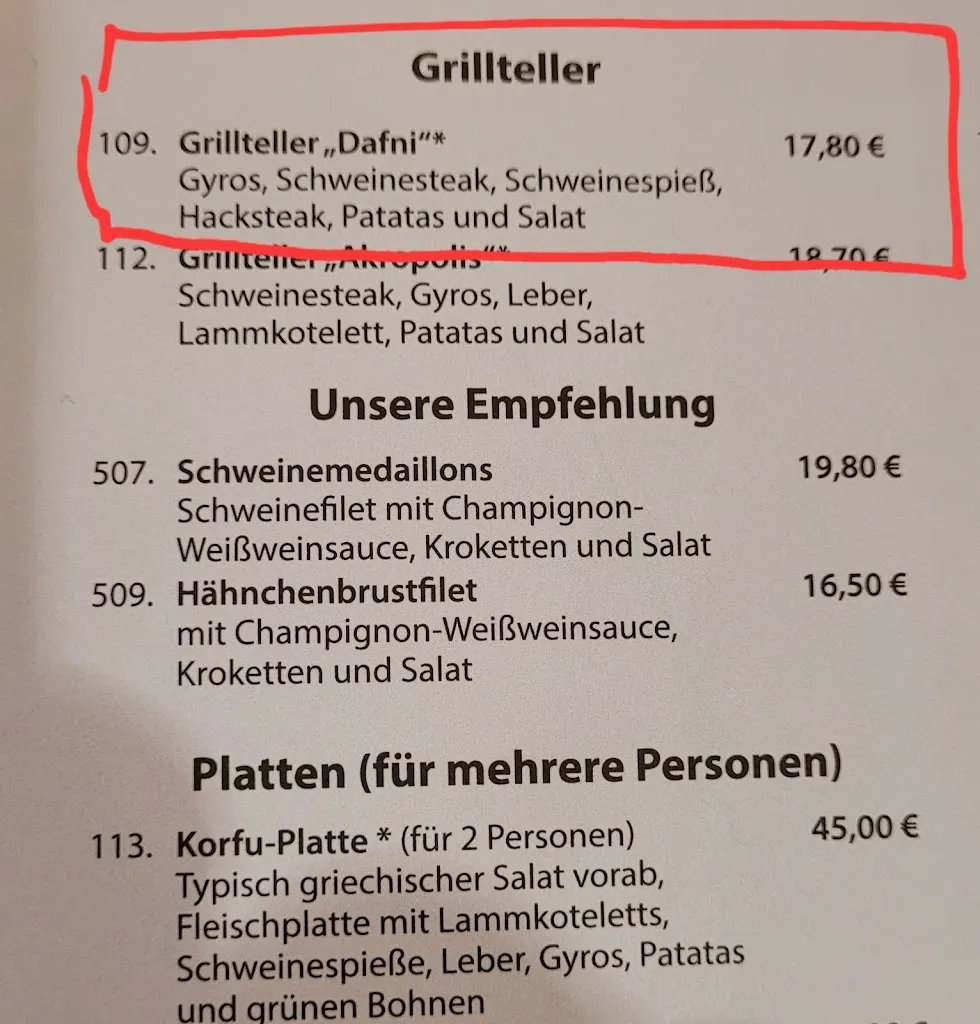 Grillteller
109. Grillteller „Dafni“* 17,80 €
Gyros, Schweinesteak, Schweinespieß,
Hacksteak, Patatas und Salat
112. Grillteller „Akropolis“* 18,70 €
Schweinesteak, Gyros, Leber,
Lammkotelett, Patatas und Salat
Unsere Empfehlung
507. Schweinemedaillons 19,80 €
Schweinefilet mit Champignon-
Weißweinsauce, Kroketten und Salat
509. Hähnchenbrustfilet 16,50 €
mit Champignon-Weißweinsauce,
Kroketten und Salat
Platten (für mehrere Personen)
113. Korfu-Platte * (für 2 Personen) 45,00 €
Typisch griechischer Salat vorab,
Fleischplatte mit Lammkoteletts,
Schweinespieße, Leber, Gyros, Patatas
und grünen Bohnen